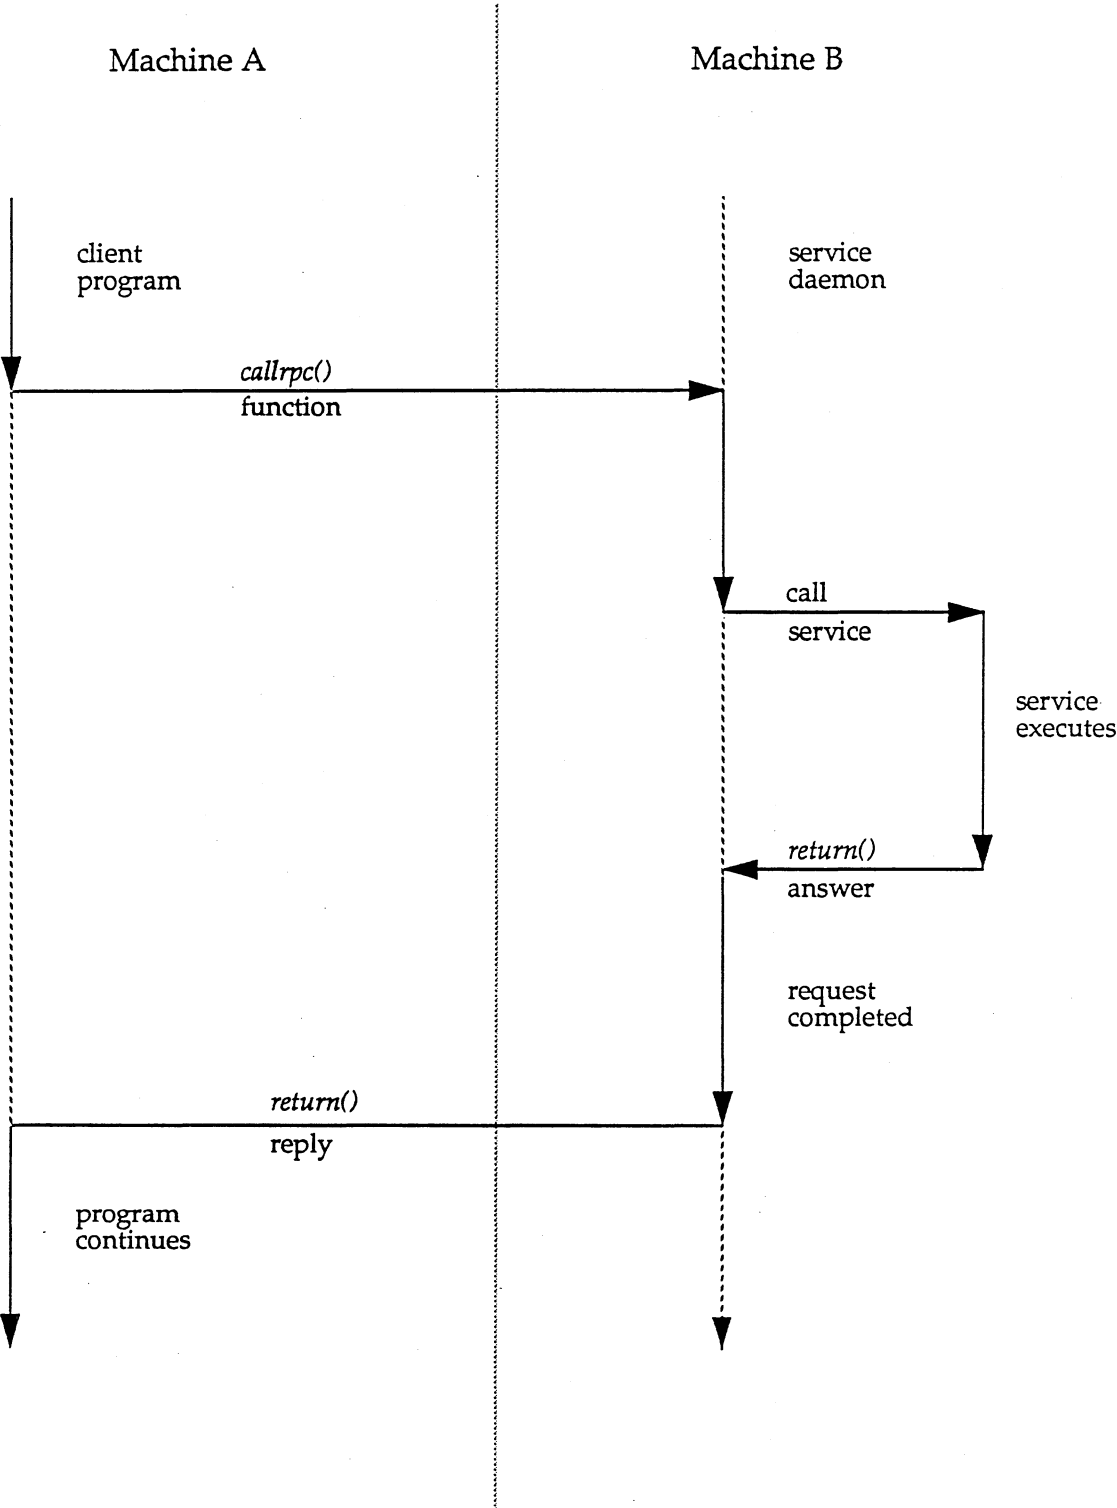 Machine A
Machine B
client
program
service
daemon
callrpc()
function
call
service
service
executes
return()
answer
request
completed
return()
reply
program
continues